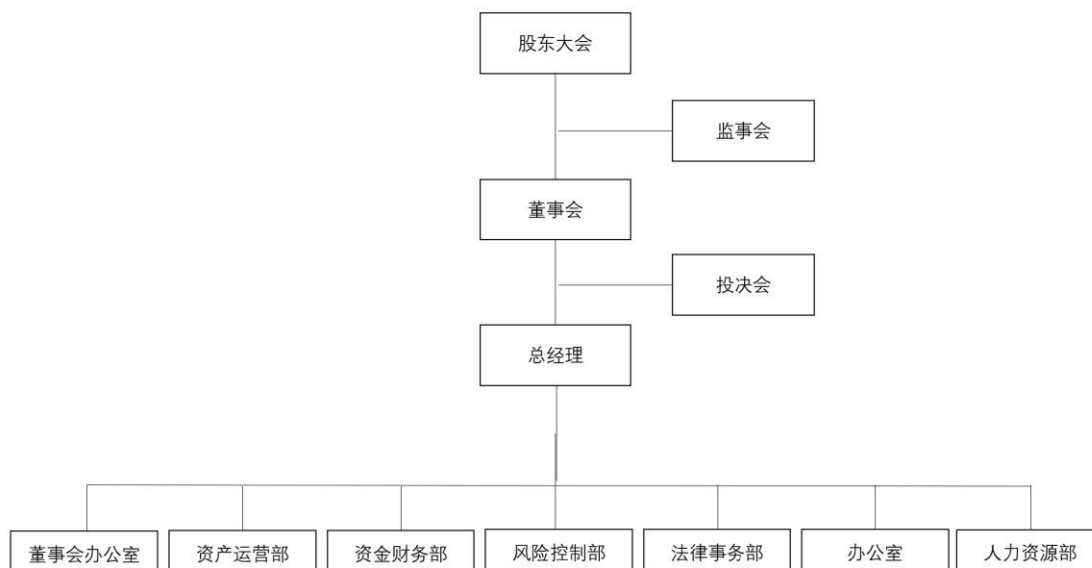 股东大会
监事会
董事会
投决会
总经理
董事会办公室
资产运营部
资金财务部
风险控制部
法律事务部
办公室
人力资源部